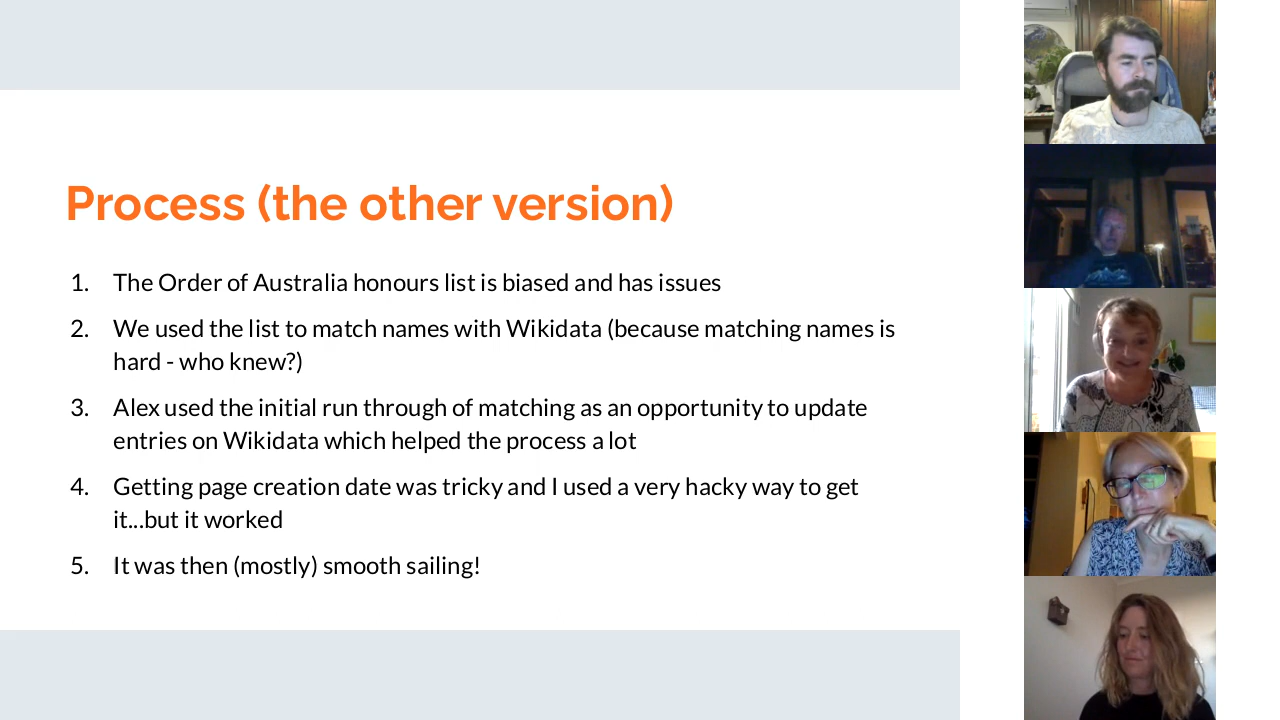 Process (the other version)
1. The Order of Australia honours list is biased and has issues
2. We used the list to match names with Wikidata (because matching names is
hard - who knew?)
3. Alex used the initial run through of matching as an opportunity to update
entries on Wikidata which helped the process a lot
4. Getting page creation date was tricky and I used a very hacky way to get
it...but it worked
5. It was then (mostly) smooth sailing!